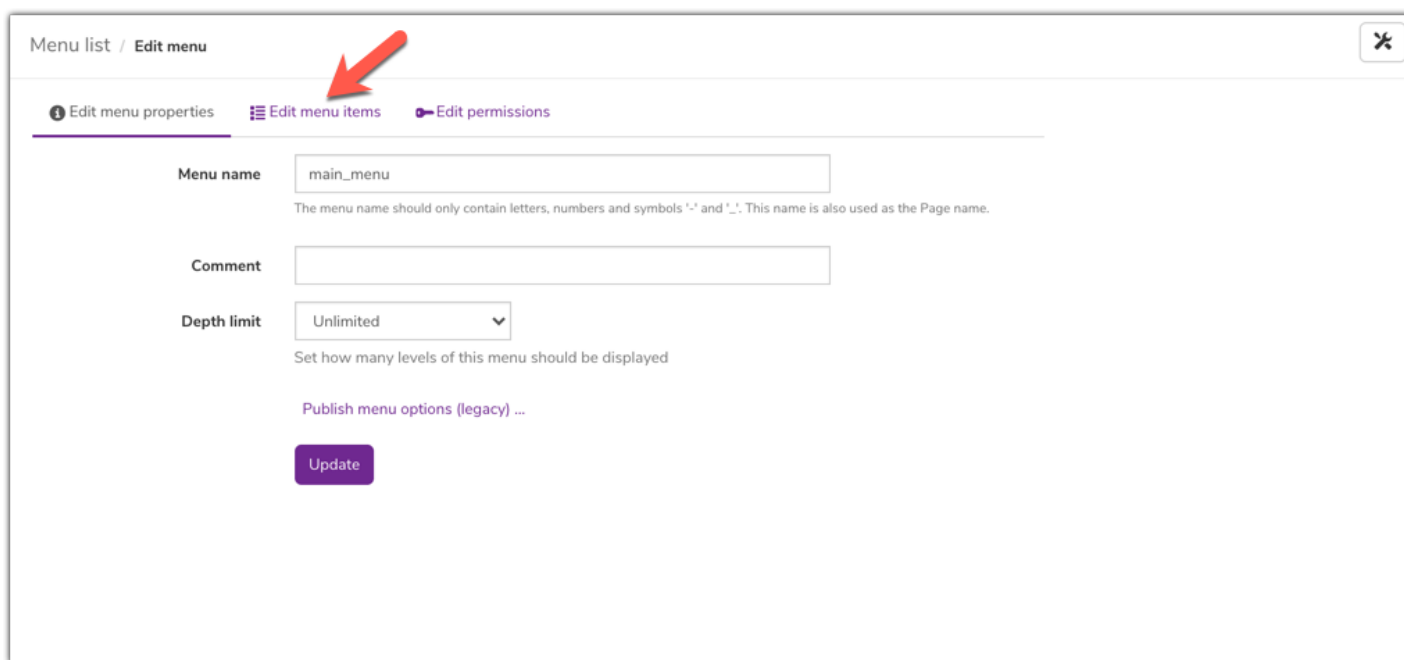 Menu list / Edit menu
Edit menu properties Edit menu items Edit permissions
Menu name main_menu
The menu name should only contain letters, numbers and symbols '-' and '_'. This name is also used as the Page name.
Comment
Depth limit Unlimited
Set how many levels of this menu should be displayed
Publish menu options (legacy) ...
Update